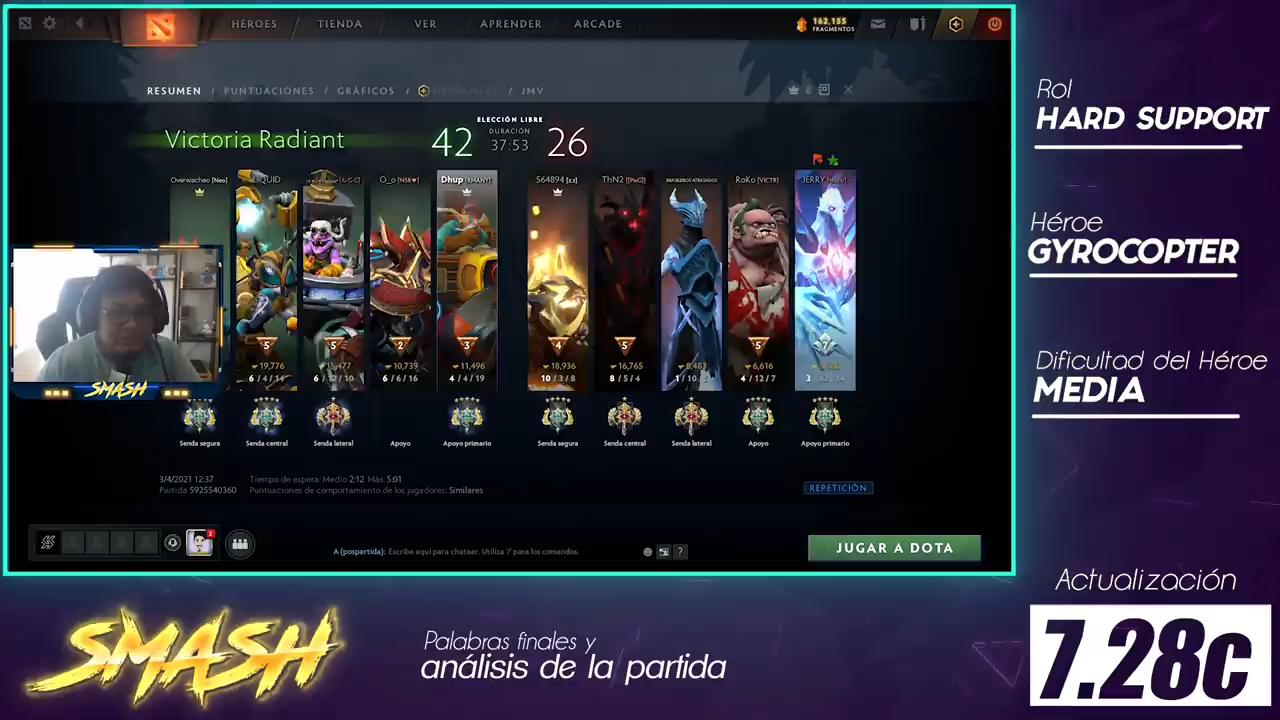 HÉROES
TIENDA
VER
APRENDER
ARCADE
162,155
FRAGMENTOS
RESUMEN / PUNTUACIONES / GRÁFICOS / / JMV
Victoria Radiant
42
ELECCIÓN LIBRE
DURACIÓN
37:53
26
Overwacheo [Neo]
LIQUID
O_o [NSR♥]
Dhup [KMANY]
564894
ThN2
RoKo [VICTR]
JERRY
5
5
2
3
4
5
5
7
19,776
10,739
11,496
18,936
16,765
6,616
6 / 4 / 14
6 / 6 / 16
4 / 4 / 19
10 / 3 / 8
8 / 5 / 4
4 / 12 / 7
Senda segura
Senda central
Senda lateral
Apoyo
Apoyo primario
Senda segura
Senda central
Senda lateral
Apoyo
Apoyo primario
3/4/2021 12:37
Tiempo de espera: Medio 2:12 Máx. 5:01
Partida 5925540360
Puntuaciones de comportamiento de los jugadores: Similares
REPETICIÓN
2
A (pospartida): Escribe aquí para chatear. Utiliza '/' para los comandos.
?
JUGAR A DOTA
SMASH
Rol
HARD SUPPORT
Héroe
GYROCOPTER
Dificultad del Héroe
MEDIA
Actualización
7.28c
SMASH
Palabras finales y
análisis de la partida